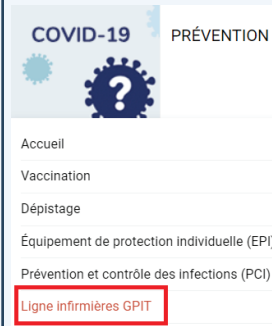 COVID-19
PRÉVENTION
?
Accueil
Vaccination
Dépistage
Équipement de protection individuelle (EPI)
Prévention et contrôle des infections (PCI)
Ligne infirmières GPIT